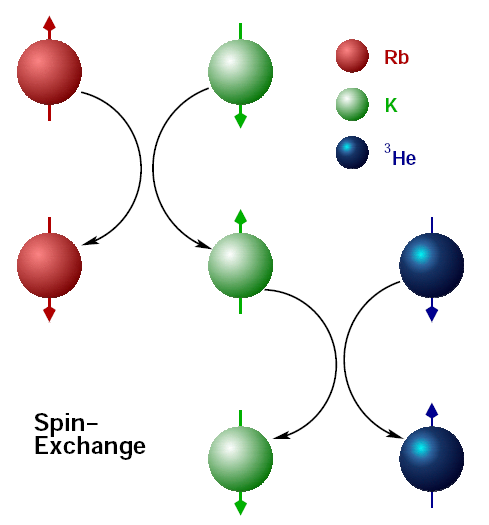 Rb
K
³He
Spin–
Exchange